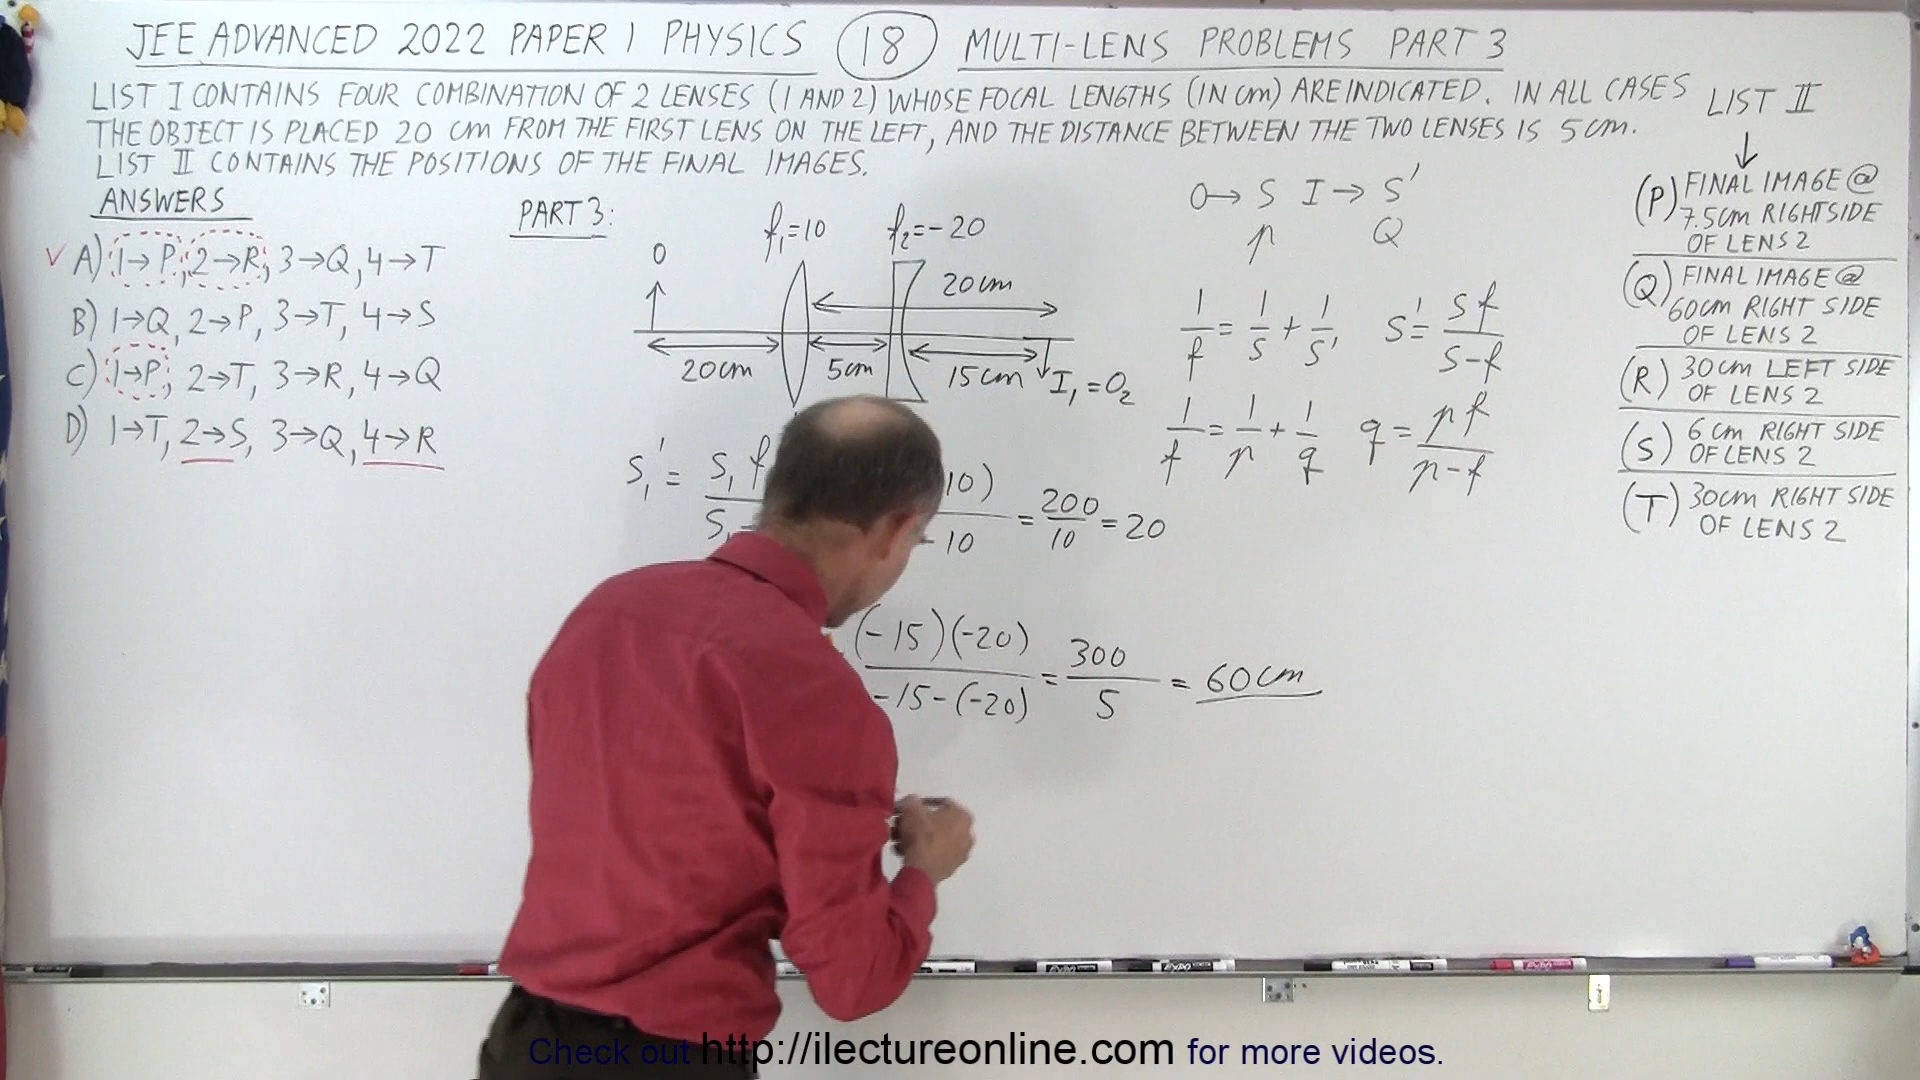 JEE ADVANCED 2022 PAPER 1 PHYSICS (18) MULTI-LENS PROBLEMS PART 3
LIST I CONTAINS FOUR COMBINATION OF 2 LENSES (1 AND 2) WHOSE FOCAL LENGTHS (IN cm) ARE INDICATED. IN ALL CASES
THE OBJECT IS PLACED 20 cm FROM THE FIRST LENS ON THE LEFT, AND THE DISTANCE BETWEEN THE TWO LENSES IS 5 cm.
LIST II CONTAINS THE POSITIONS OF THE FINAL IMAGES.
ANSWERS
✓ A) 1→P, 2→R, 3→Q, 4→T
B) 1→Q, 2→P, 3→T, 4→S
C) 1→P, 2→T, 3→R, 4→Q
D) 1→T, 2→S, 3→Q, 4→R
PART 3:
f₁=10 f₂=-20
O
20cm
20cm 5cm 15cm I₁=O₂
S₁' = S₁ f
S₁
10)
-10
= 200/10 = 20
(-15)(-20)
-15-(-20)
= 300/5 = 60cm
O→S I→S'
p Q
1/f = 1/S + 1/S', S' = Sf/(S-f)
1/f = 1/p + 1/q q = pf/(p-f)
LIST II
↓
(P) FINAL IMAGE @
7.5cm RIGHT SIDE
OF LENS 2
(Q) FINAL IMAGE @
60cm RIGHT SIDE
OF LENS 2
(R) 30cm LEFT SIDE
OF LENS 2
(S) 6cm RIGHT SIDE
OF LENS 2
(T) 30cm RIGHT SIDE
OF LENS 2
Check out http://ilectureonline.com for more videos.